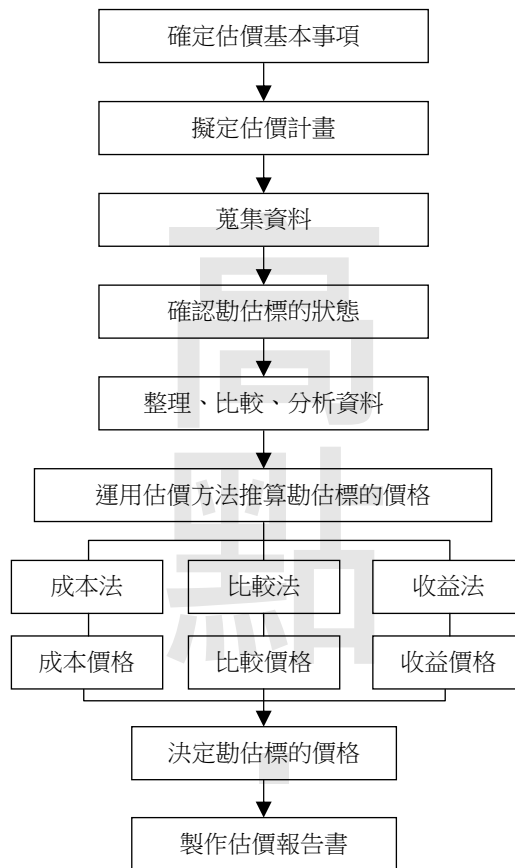 確定估價基本事項
擬定估價計畫
蒐集資料
確認勘估標的狀態
整理、比較、分析資料
運用估價方法推算勘估標的價格
成本法 比較法 收益法
成本價格 比較價格 收益價格
決定勘估標的價格
製作估價報告書
高
點